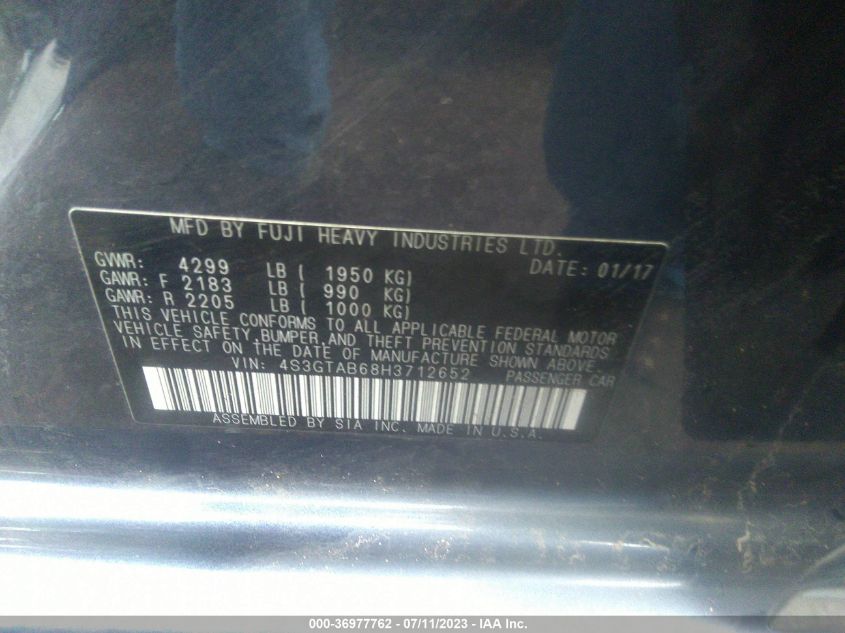 MFD BY FUJI HEAVY INDUSTRIES LTD.
GVWR: 4299 LB ( 1950 KG) DATE: 01/17
GAWR: F 2183 LB ( 990 KG)
GAWR: R 2205 LB ( 1000 KG)
THIS VEHICLE CONFORMS TO ALL APPLICABLE FEDERAL MOTOR
VEHICLE SAFETY, BUMPER, AND THEFT PREVENTION STANDARDS
IN EFFECT ON THE DATE OF MANUFACTURE SHOWN ABOVE.
VIN: 4S3GTAB68H3712652 PASSENGER CAR
ASSEMBLED BY SIA INC. MADE IN U.S.A.
000-36977762 - 07/11/2023 - IAA Inc.